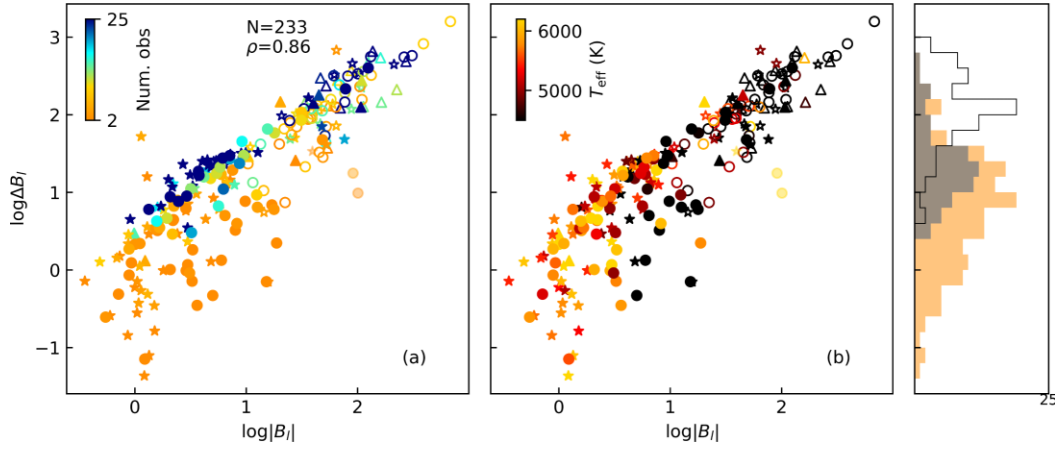 25
Num. obs
2
N=233
ρ=0.86
3
2
1
0
−1
logΔB_l
(a)
0
1
2
log|B_l|
6000
T_eff (K)
5000
(b)
0
1
2
log|B_l|
25